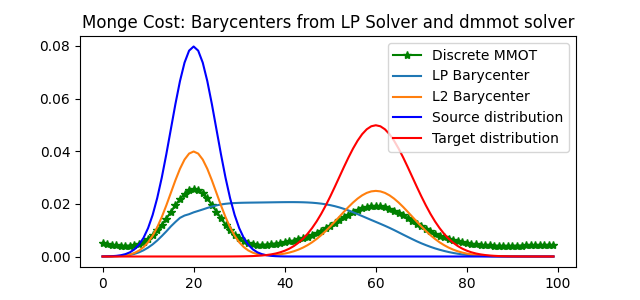 Monge Cost: Barycenters from LP Solver and dmmot solver
0.08
0.06
0.04
0.02
0.00
Discrete MMOT
LP Barycenter
L2 Barycenter
Source distribution
Target distribution
0 20 40 60 80 100